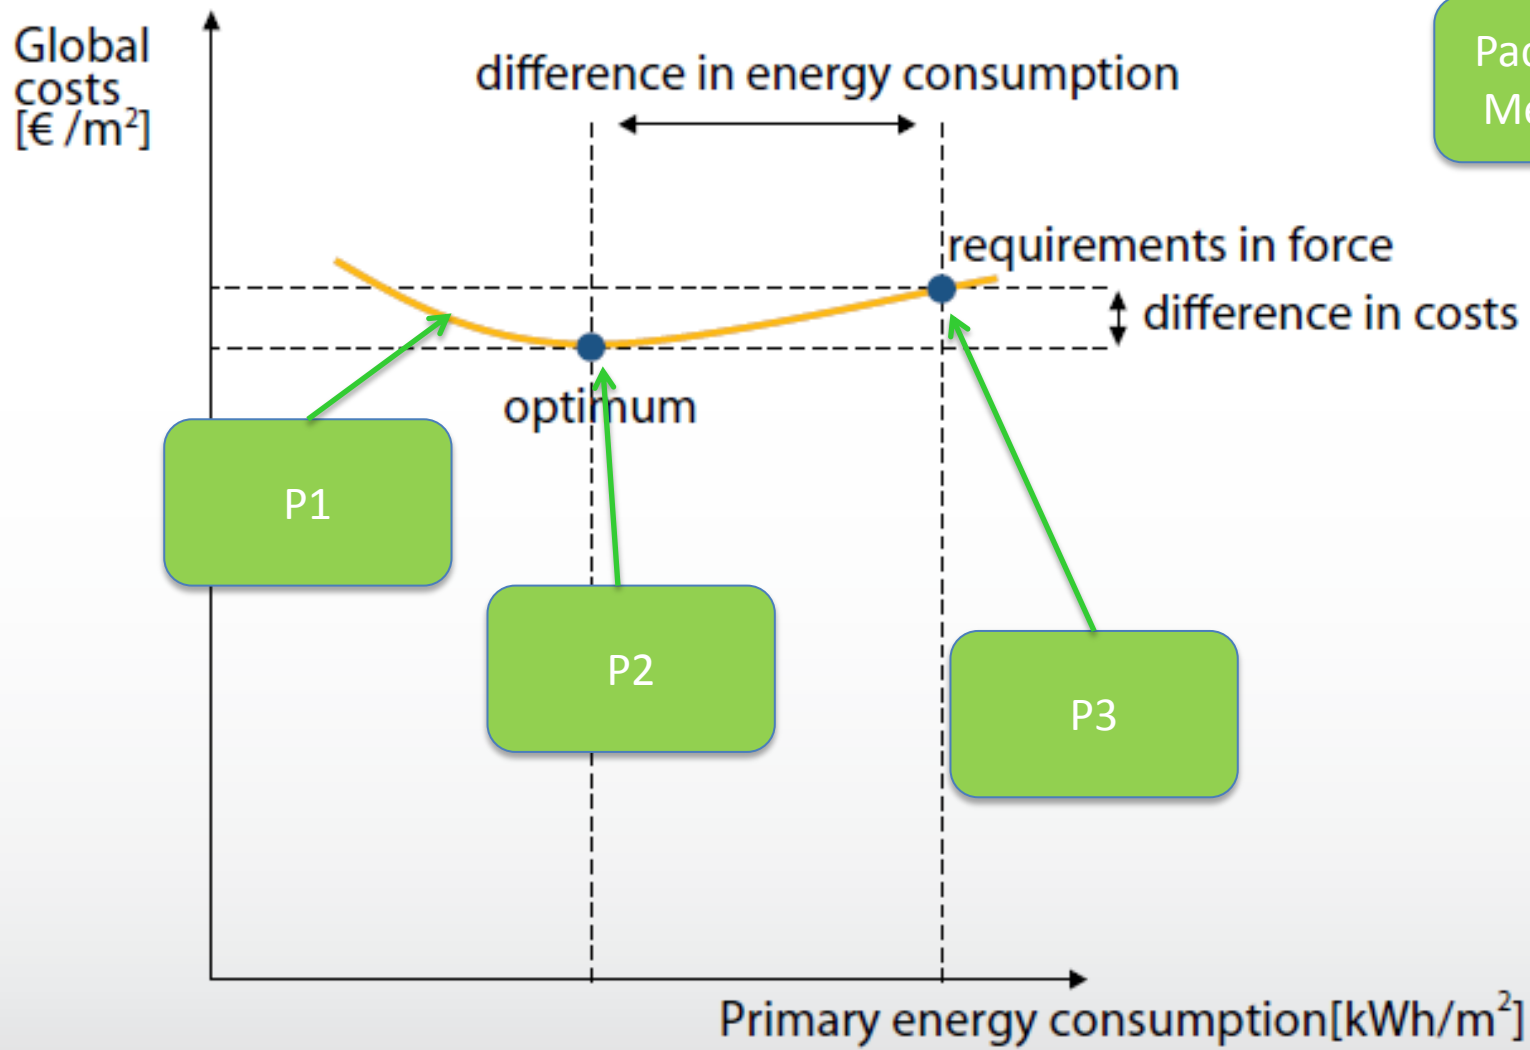 Global
costs
[€ /m²]
difference in energy consumption
requirements in force
difference in costs
optimum
P1
P2
P3
Primary energy consumption[kWh/m²]